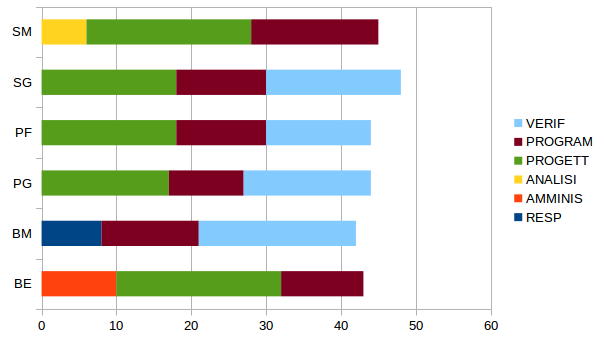 SM
SG
PF
PG
BM
BE
0 10 20 30 40 50 60
VERIF
PROGRAM
PROGETT
ANALISI
AMMINIS
RESP